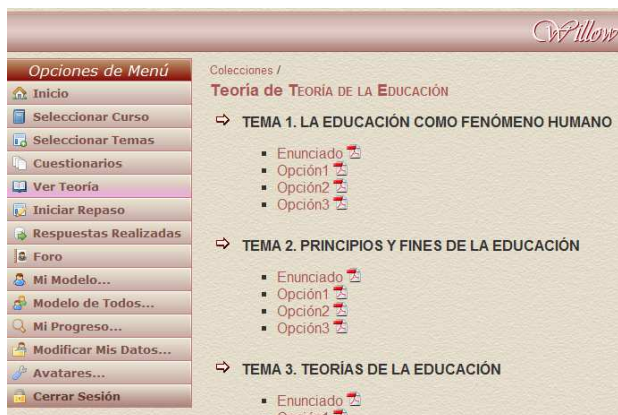 Willow
Opciones de Menú
Inicio
Seleccionar Curso
Seleccionar Temas
Cuestionarios
Ver Teoría
Iniciar Repaso
Respuestas Realizadas
Foro
Mi Modelo...
Modelo de Todos...
Mi Progreso...
Modificar Mis Datos...
Avatares...
Cerrar Sesión
Colecciones /
Teoría de TEORÍA DE LA EDUCACIÓN
TEMA 1. LA EDUCACIÓN COMO FENÓMENO HUMANO
Enunciado
Opción1
Opción2
Opción3
TEMA 2. PRINCIPIOS Y FINES DE LA EDUCACIÓN
Enunciado
Opción1
Opción2
Opción3
TEMA 3. TEORÍAS DE LA EDUCACIÓN
Enunciado